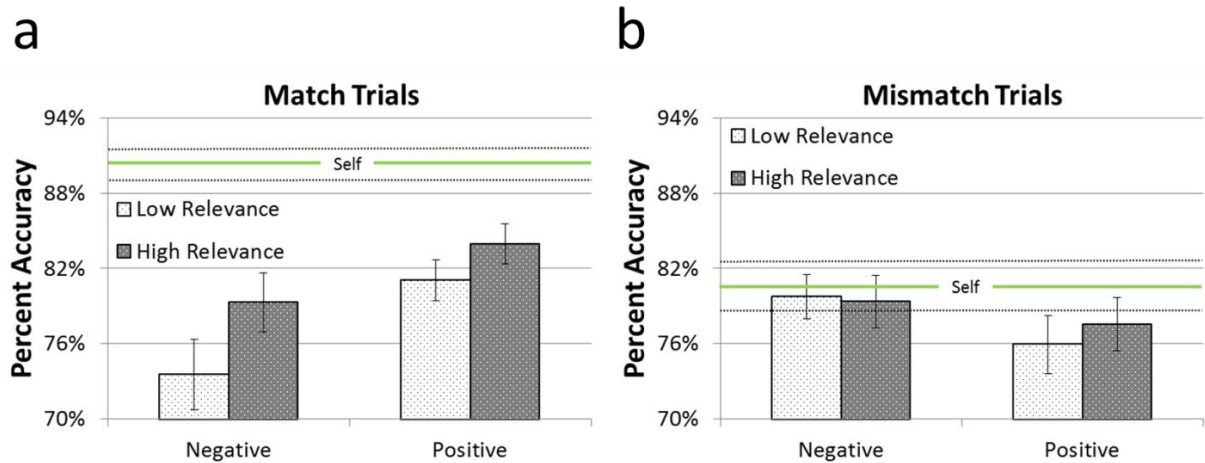 a
Match Trials
Percent Accuracy
94%
88%
82%
76%
70%
Self
Low Relevance
High Relevance
Negative
Positive
b
Mismatch Trials
Percent Accuracy
94%
88%
82%
76%
70%
Low Relevance
High Relevance
Self
Negative
Positive